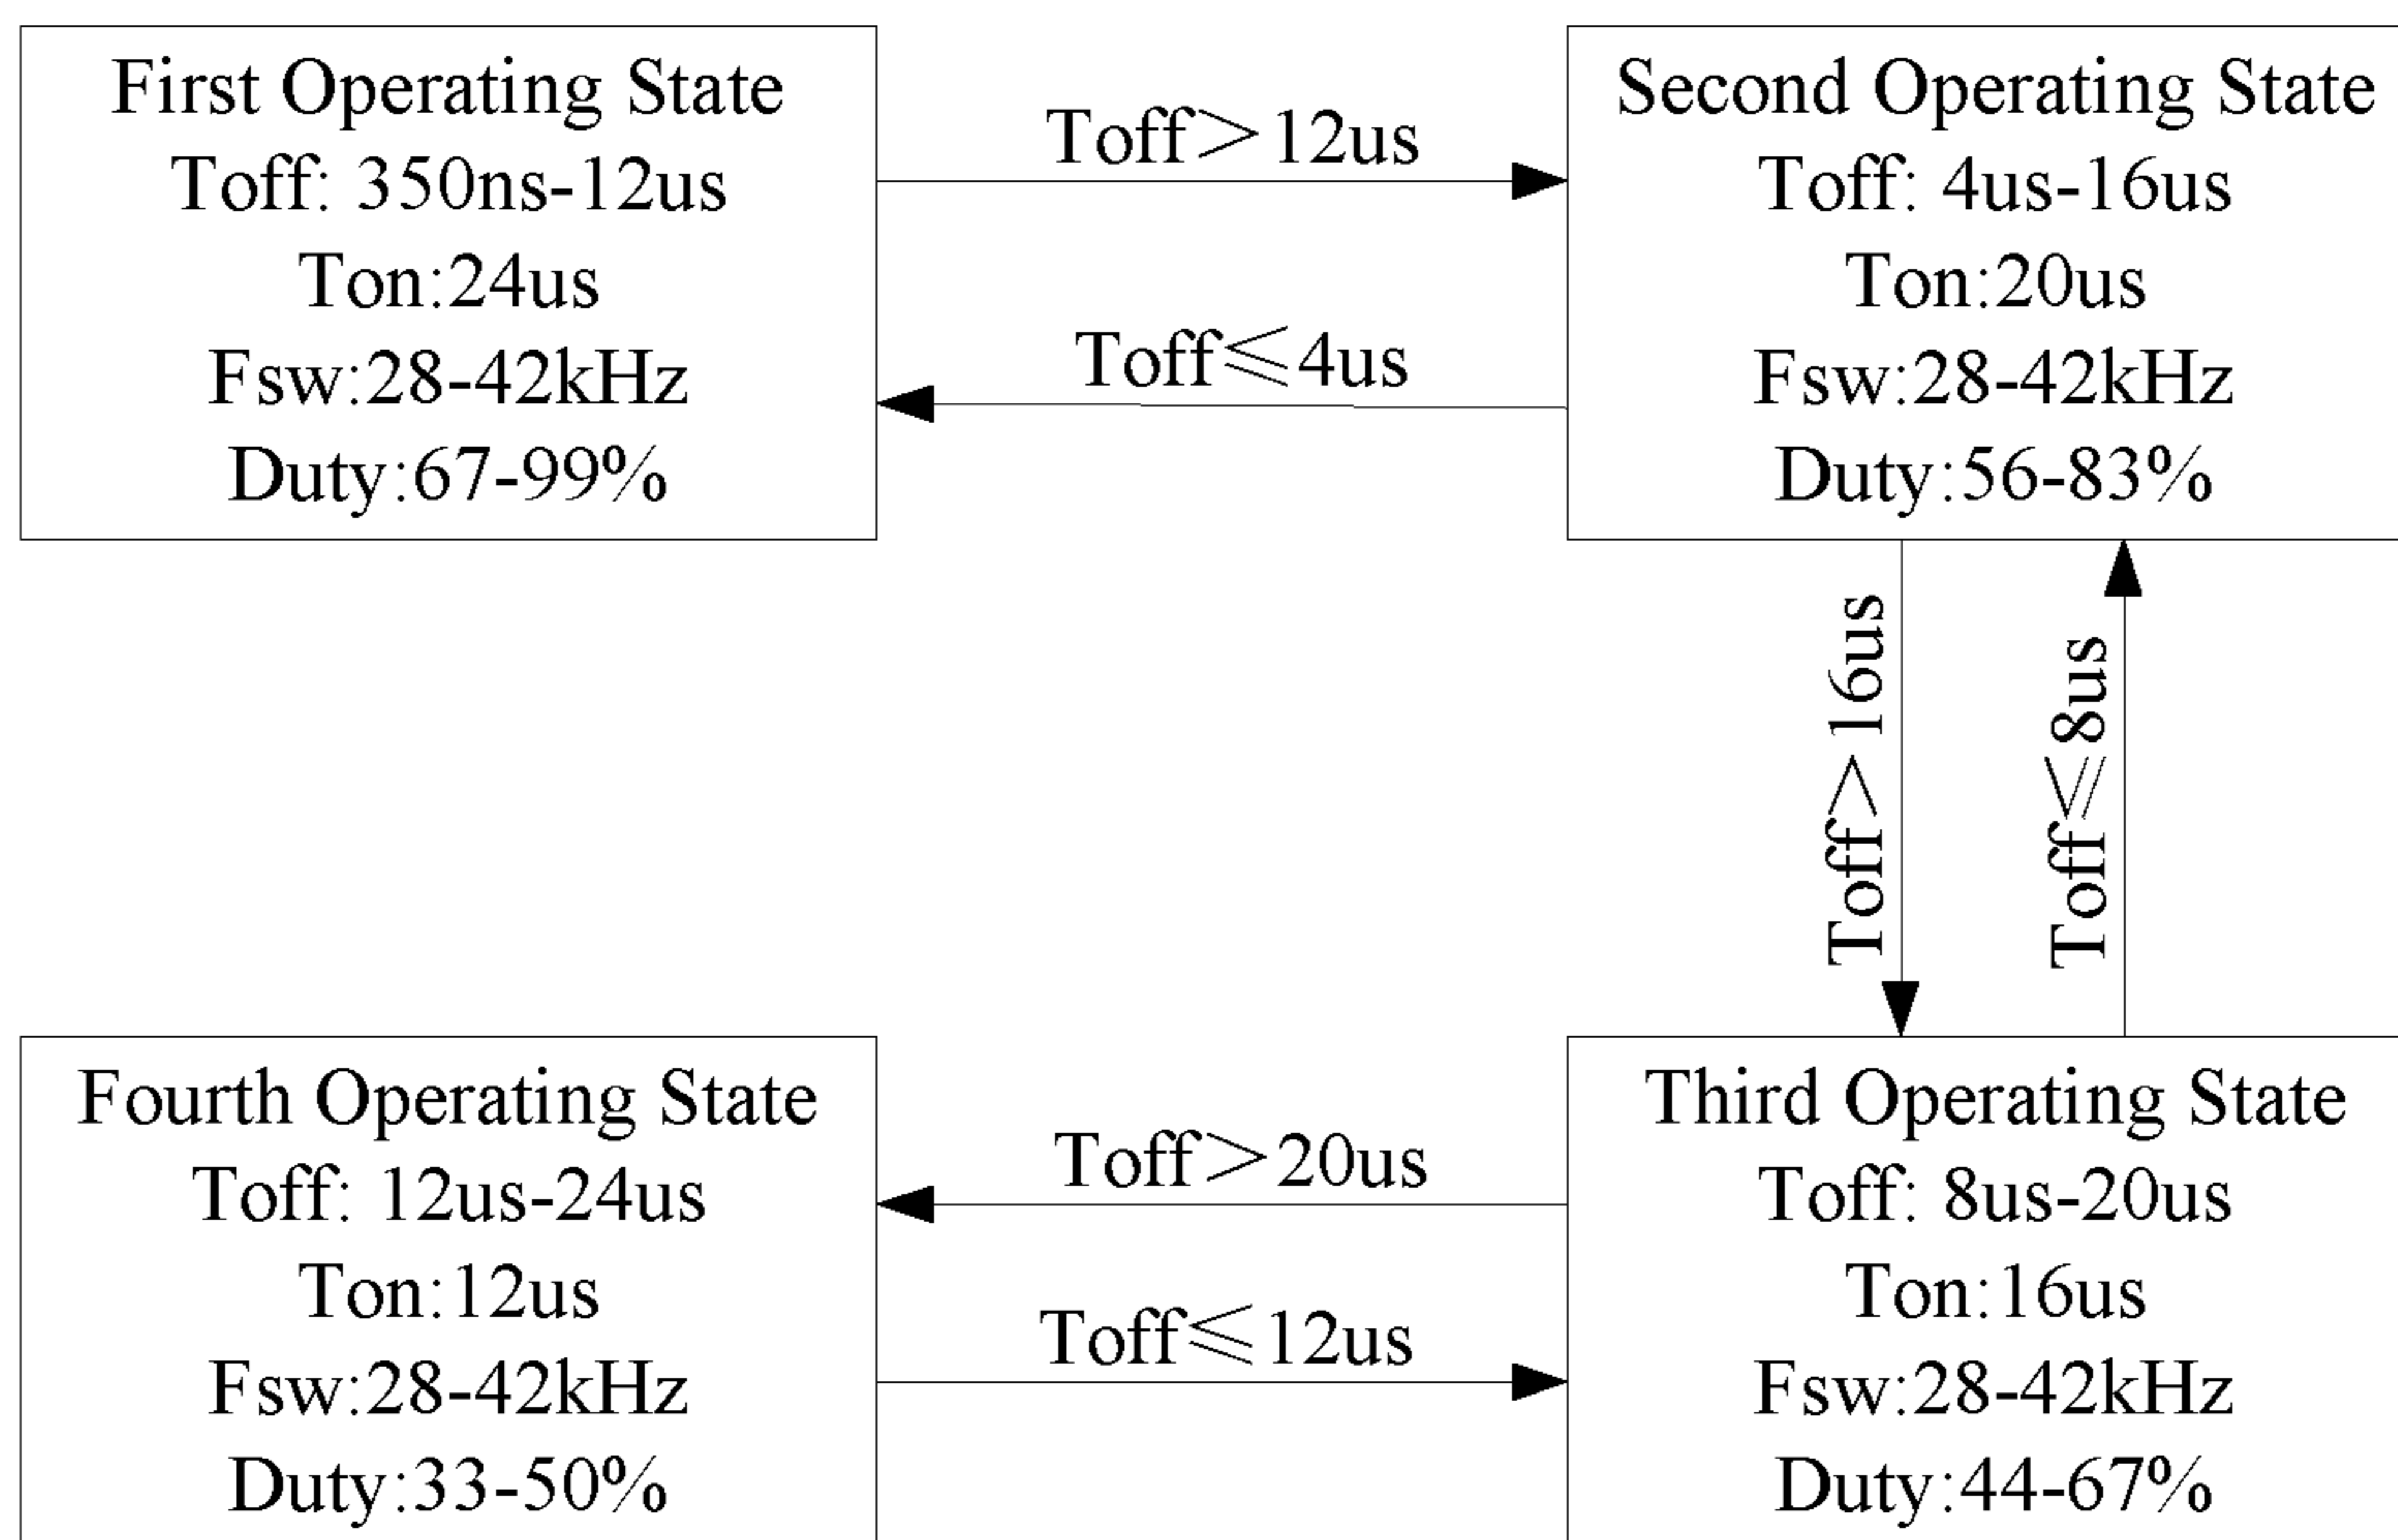 First Operating State
Toff: 350ns-12us
Ton:24us
Fsw:28-42kHz
Duty:67-99%
Toff>12us
Toff≤4us
Second Operating State
Toff: 4us-16us
Ton:20us
Fsw:28-42kHz
Duty:56-83%
Toff>16us
Toff≤8us
Fourth Operating State
Toff: 12us-24us
Ton:12us
Fsw:28-42kHz
Duty:33-50%
Toff>20us
Toff≤12us
Third Operating State
Toff: 8us-20us
Ton:16us
Fsw:28-42kHz
Duty:44-67%